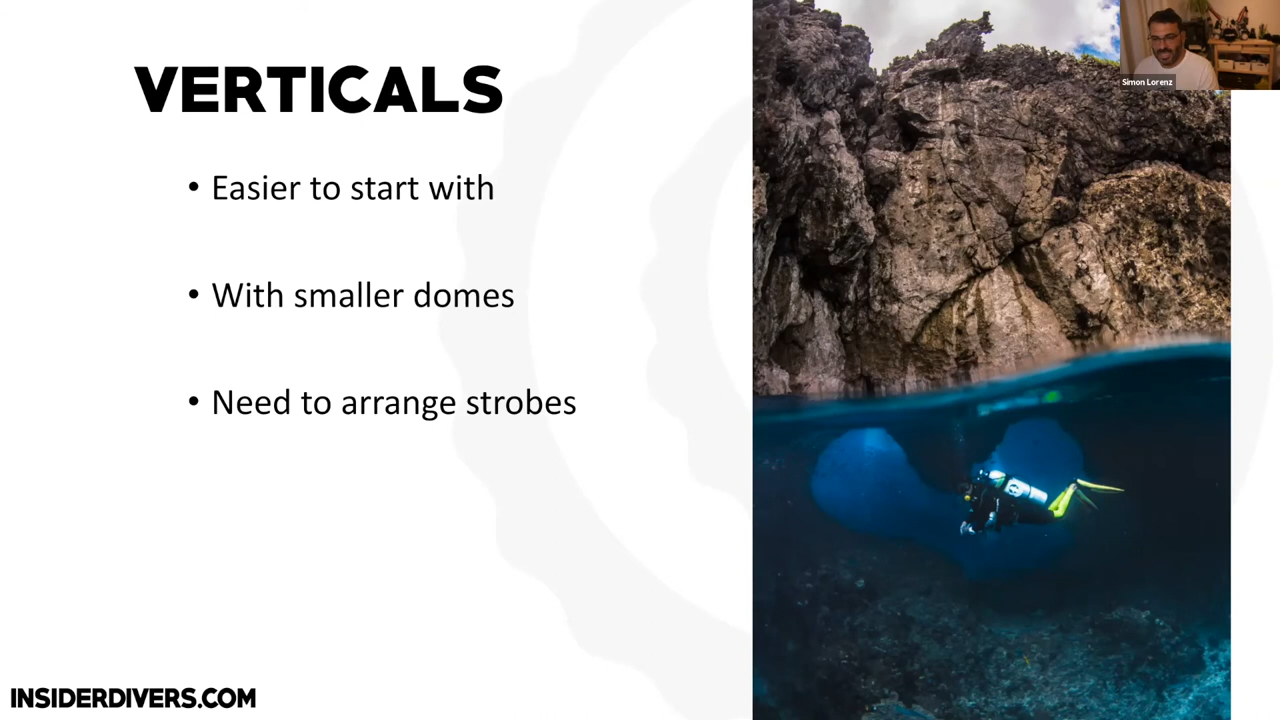 VERTICALS
• Easier to start with
• With smaller domes
• Need to arrange strobes
Simon Lorenz
INSIDERDIVERS.COM